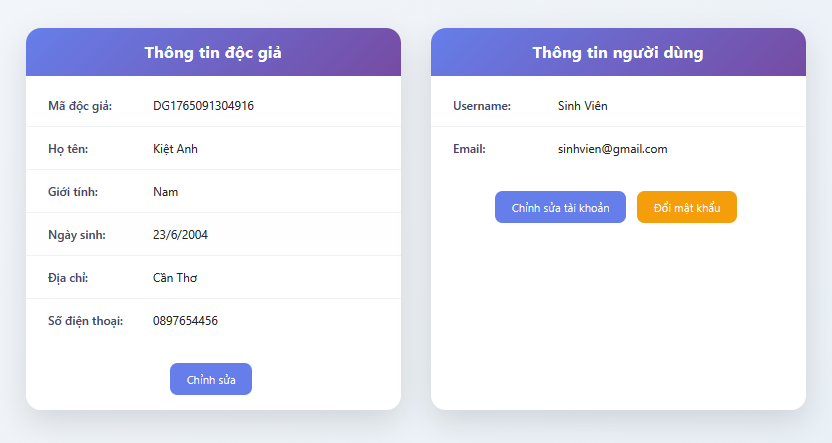 Thông tin độc giả
Mã độc giả: DG1765091304916
Họ tên: Kiệt Anh
Giới tính: Nam
Ngày sinh: 23/6/2004
Địa chỉ: Cần Thơ
Số điện thoại: 0897654456
Chỉnh sửa
Thông tin người dùng
Username: Sinh Viên
Email: sinhvien@gmail.com
Chỉnh sửa tài khoản
Đổi mật khẩu